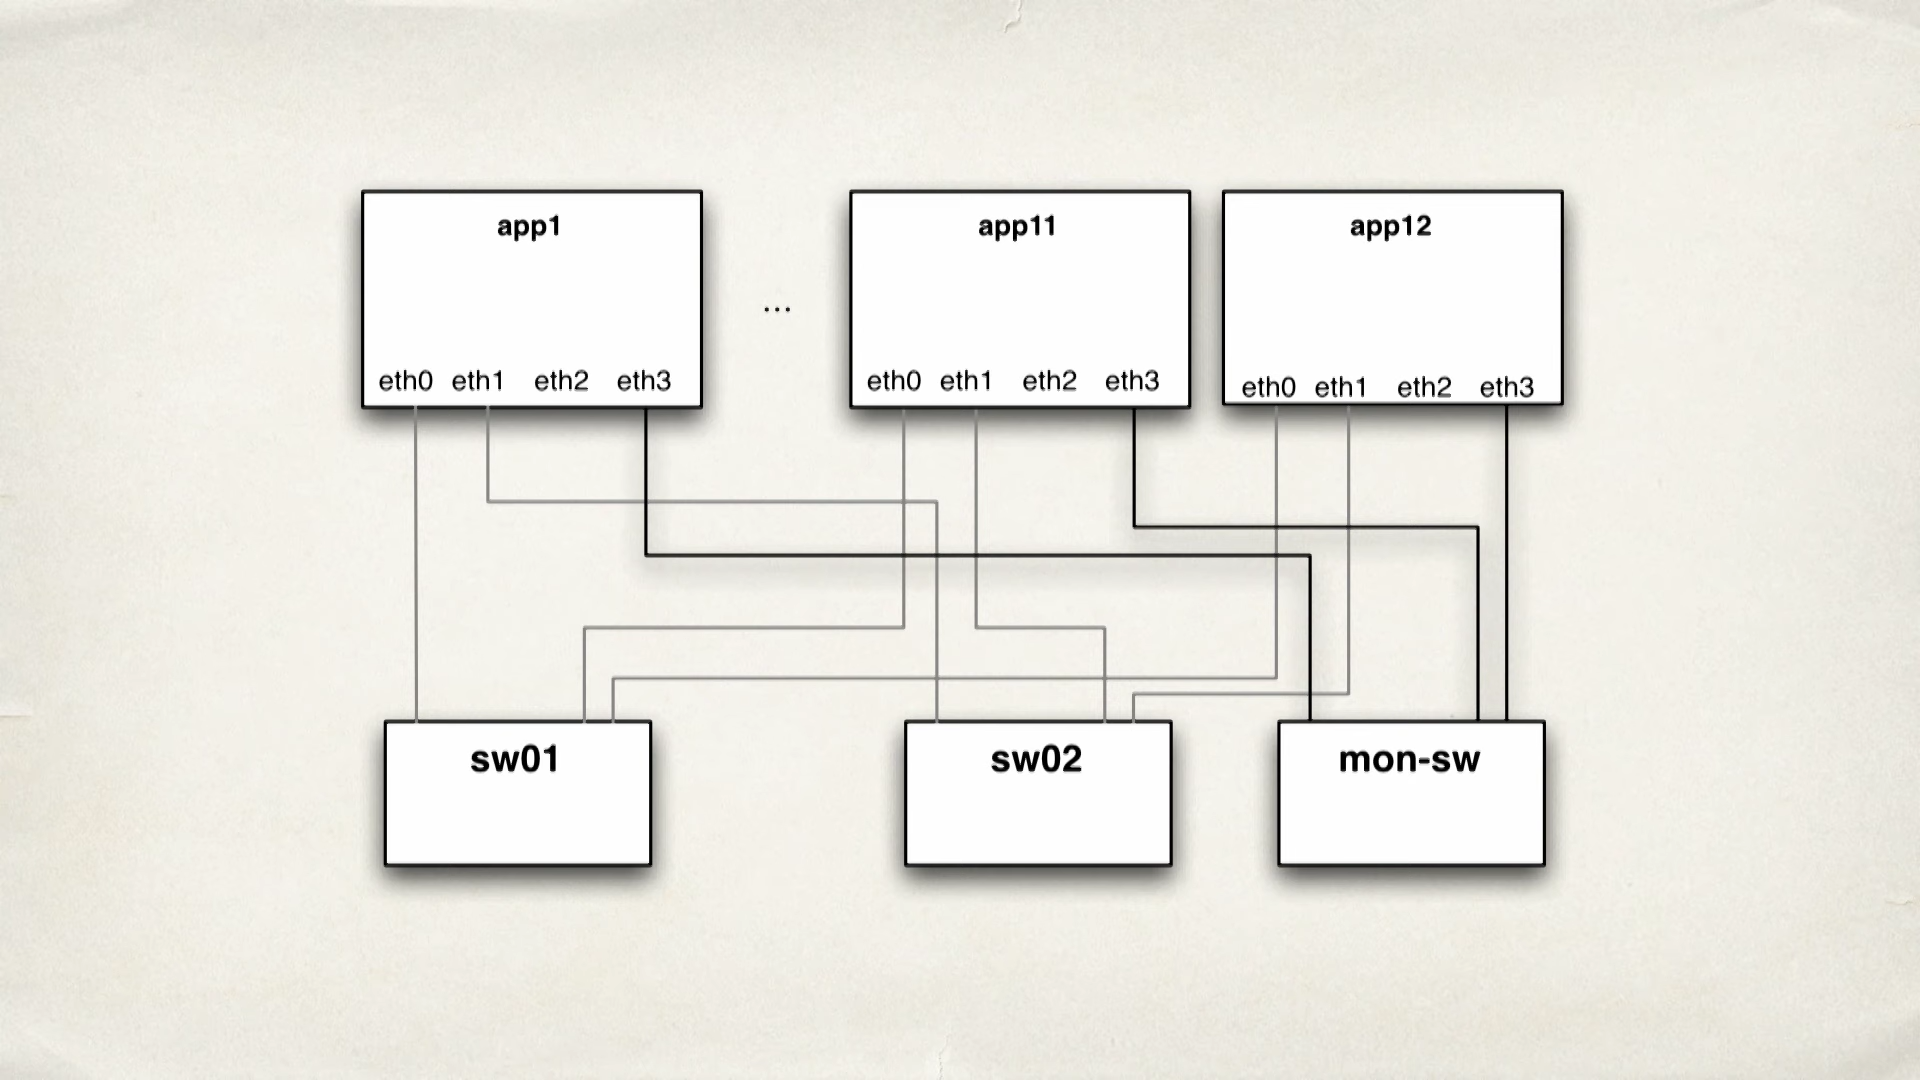 app1
app11
app12
...
eth0 eth1 eth2 eth3
eth0 eth1 eth2 eth3
eth0 eth1 eth2 eth3
sw01
sw02
mon-sw